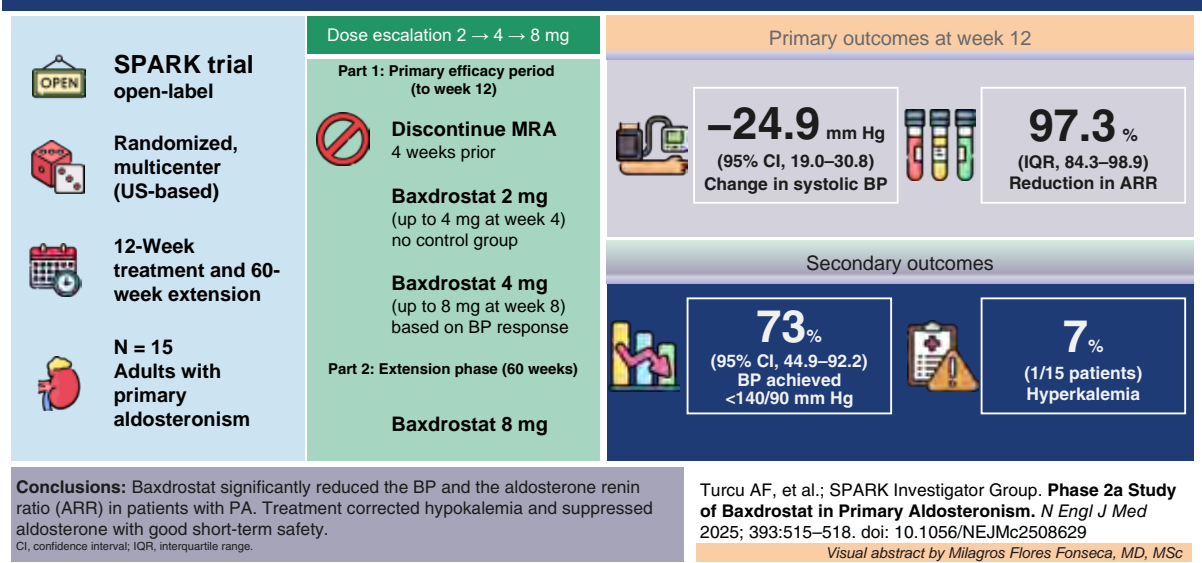 OPEN
SPARK trial
open-label
Randomized,
multicenter
(US-based)
12-Week
treatment and 60-
week extension
N = 15
Adults with
primary
aldosteronism
Dose escalation 2 → 4 → 8 mg
Part 1: Primary efficacy period
(to week 12)
Discontinue MRA
4 weeks prior
Baxdrostat 2 mg
(up to 4 mg at week 4)
no control group
Baxdrostat 4 mg
(up to 8 mg at week 8)
based on BP response
Part 2: Extension phase (60 weeks)
Baxdrostat 8 mg
Primary outcomes at week 12
−24.9 mm Hg
(95% CI, 19.0–30.8)
Change in systolic BP
97.3 %
(IQR, 84.3–98.9)
Reduction in ARR
Secondary outcomes
73%
(95% CI, 44.9–92.2)
BP achieved
<140/90 mm Hg
7%
(1/15 patients)
Hyperkalemia
Conclusions: Baxdrostat significantly reduced the BP and the aldosterone renin
ratio (ARR) in patients with PA. Treatment corrected hypokalemia and suppressed
aldosterone with good short-term safety.
CI, confidence interval; IQR, interquartile range.
Turcu AF, et al.; SPARK Investigator Group. Phase 2a Study
of Baxdrostat in Primary Aldosteronism. N Engl J Med
2025; 393:515–518. doi: 10.1056/NEJMc2508629
Visual abstract by Milagros Flores Fonseca, MD, MSc